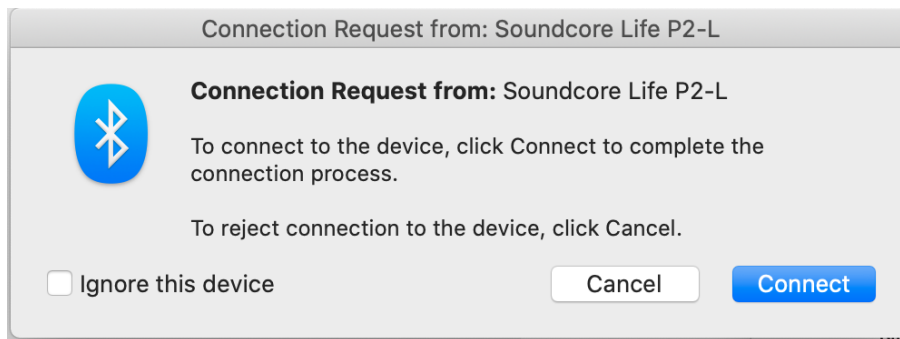 Connection Request from: Soundcore Life P2-L
Connection Request from: Soundcore Life P2-L
To connect to the device, click Connect to complete the
connection process.
To reject connection to the device, click Cancel.
Ignore this device
Cancel
Connect